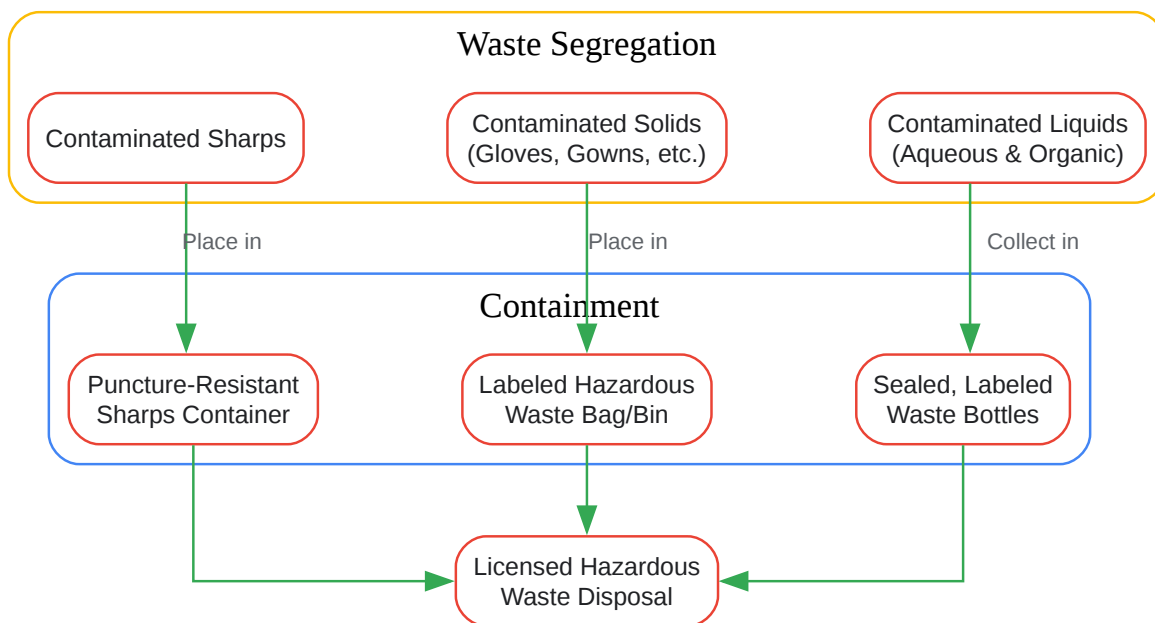 Waste Segregation
Contaminated Sharps
Contaminated Solids
(Gloves, Gowns, etc.)
Contaminated Liquids
(Aqueous & Organic)
Place in
Place in
Collect in
Containment
Puncture-Resistant
Sharps Container
Labeled Hazardous
Waste Bag/Bin
Sealed, Labeled
Waste Bottles
Licensed Hazardous
Waste Disposal